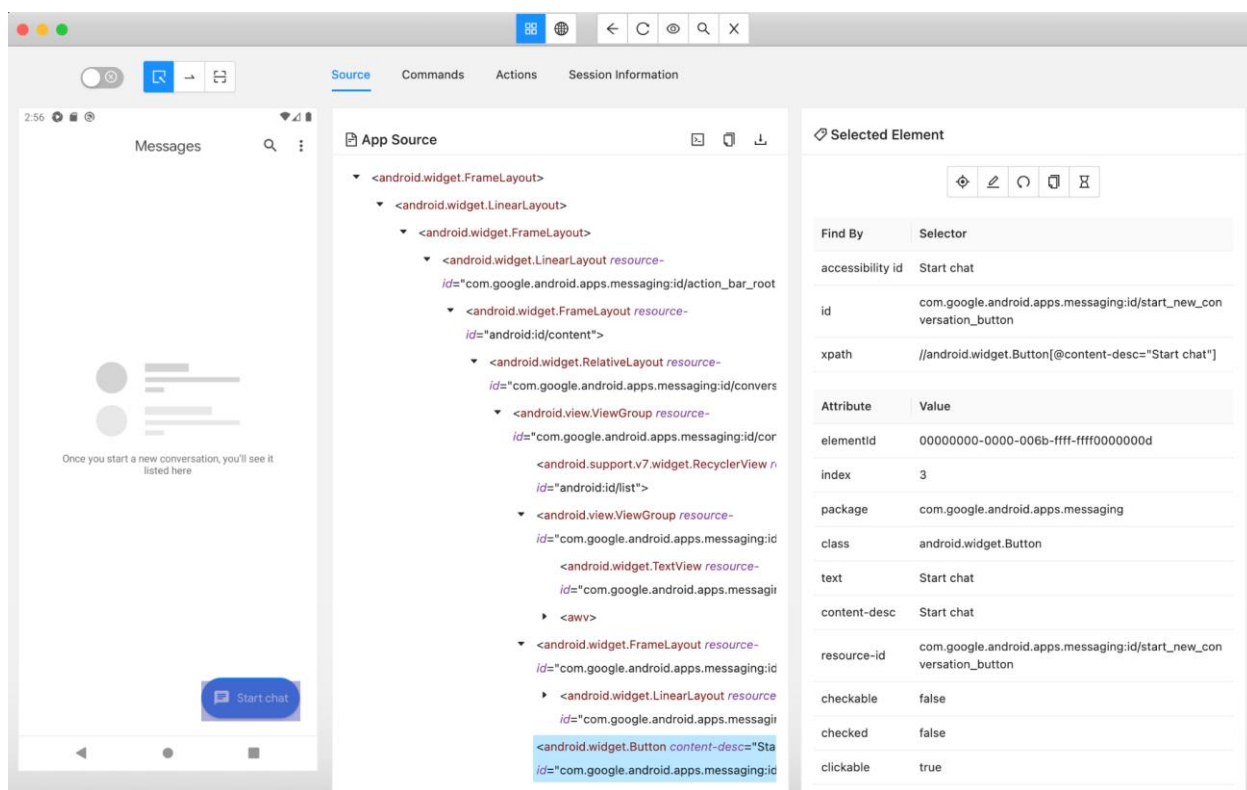 Source Commands Actions Session Information
2:56
Messages
Once you start a new conversation, you'll see it
listed here
Start chat
App Source
<android.widget.FrameLayout>
<android.widget.LinearLayout>
<android.widget.FrameLayout>
<android.widget.LinearLayout resource-
id="com.google.android.apps.messaging:id/action_bar_root
<android.widget.FrameLayout resource-
id="android:id/content">
<android.widget.RelativeLayout resource-
id="com.google.android.apps.messaging:id/convers
<android.view.ViewGroup resource-
id="com.google.android.apps.messaging:id/cor
<android.support.v7.widget.RecyclerView r
id="android:id/list">
<android.view.ViewGroup resource-
id="com.google.android.apps.messaging:id
<android.widget.TextView resource-
id="com.google.android.apps.messagir
<awv>
<android.widget.FrameLayout resource-
id="com.google.android.apps.messaging:id
<android.widget.LinearLayout resource
id="com.google.android.apps.messagir
<android.widget.Button content-desc="Sta
id="com.google.android.apps.messaging:id
Selected Element
Find By Selector
accessibility id Start chat
id com.google.android.apps.messaging:id/start_new_con
versation_button
xpath //android.widget.Button[@content-desc="Start chat"]
Attribute Value
elementId 00000000-0000-006b-ffff-ffff0000000d
index 3
package com.google.android.apps.messaging
class android.widget.Button
text Start chat
content-desc Start chat
resource-id com.google.android.apps.messaging:id/start_new_con
versation_button
checkable false
checked false
clickable true